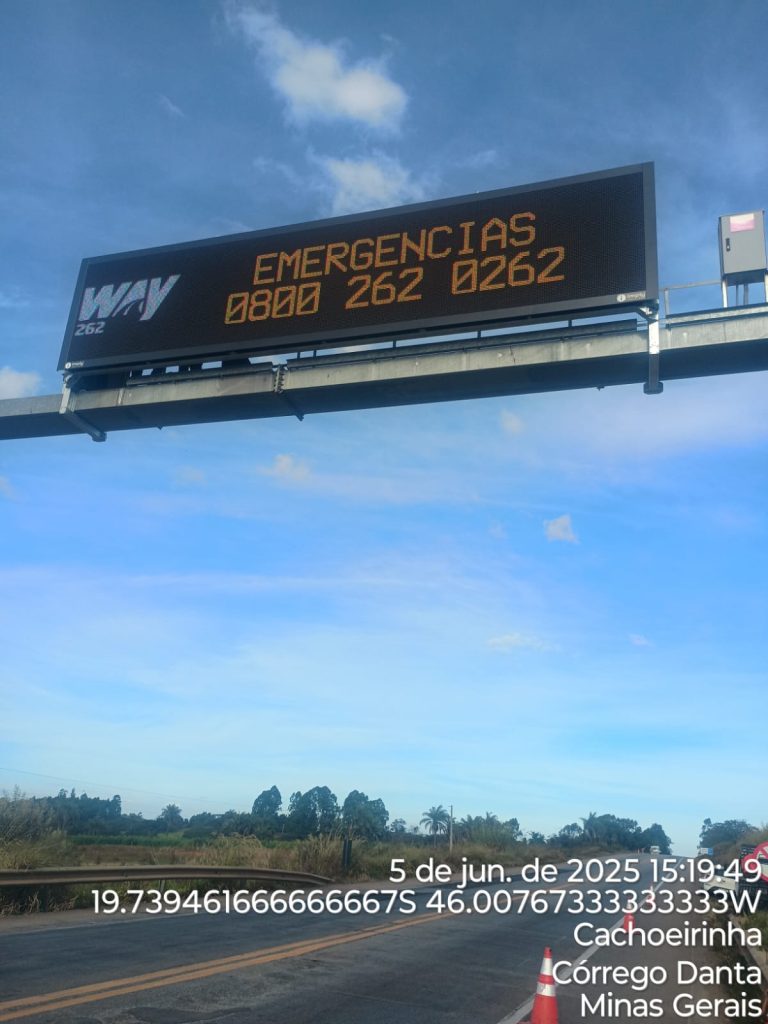 WAY
262
EMERGENCIAS
0800 262 0262
5 de jun. de 2025 15:19:49
19.739461666666667S 46.00767333333333W
Cachoeirinha
Córrego Danta
Minas Gerais